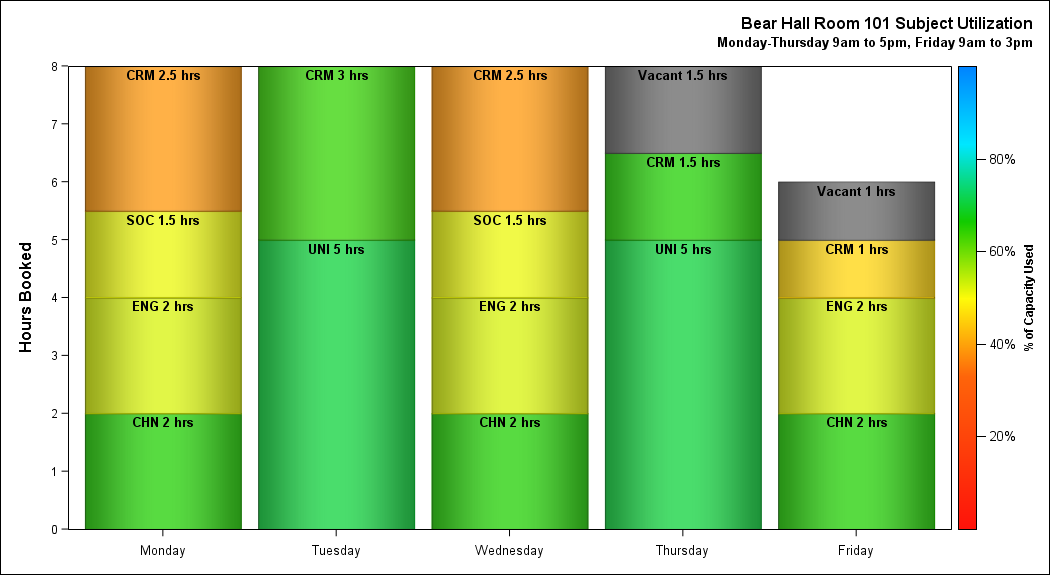 Bear Hall Room 101 Subject Utilization
Monday-Thursday 9am to 5pm, Friday 9am to 3pm
Hours Booked
8
7
6
5
4
3
2
1
0
CRM 2.5 hrs
SOC 1.5 hrs
ENG 2 hrs
CHN 2 hrs
CRM 3 hrs
UNI 5 hrs
CRM 2.5 hrs
SOC 1.5 hrs
ENG 2 hrs
CHN 2 hrs
Vacant 1.5 hrs
CRM 1.5 hrs
UNI 5 hrs
Vacant 1 hrs
CRM 1 hrs
ENG 2 hrs
CHN 2 hrs
Monday
Tuesday
Wednesday
Thursday
Friday
80%
60%
40%
20%
% of Capacity Used